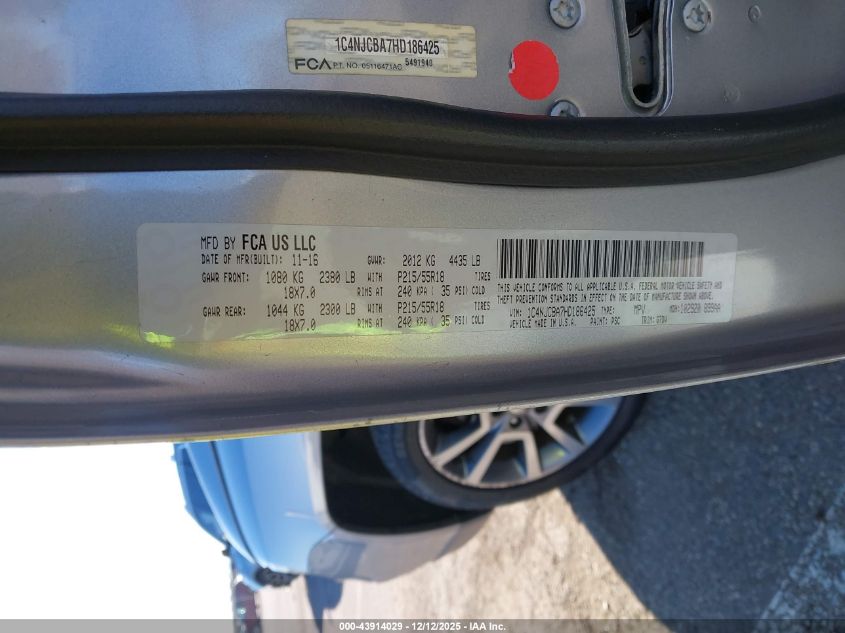 1C4NJCBA7HD186425
FCA P.T. NO. 05116471AC 5491940
MFD BY FCA US LLC
DATE OF MFR(BUILT): 11-16 GVWR: 2012 KG 4435 LB
GAWR FRONT: 1080 KG 2380 LB WITH P215/55R18 TIRES
18X7.0 RIMS AT 240 KPA ( 35 PSI) COLD
GAWR REAR: 1044 KG 2300 LB WITH P215/55R18 TIRES
18X7.0 RIMS AT 240 KPA ( 35 PSI) COLD
THIS VEHICLE CONFORMS TO ALL APPLICABLE U.S.A. FEDERAL MOTOR VEHICLE SAFETY AND
THEFT PREVENTION STANDARDS IN EFFECT ON THE DATE OF MANUFACTURE SHOWN ABOVE.
VIN: 1C4NJCBA7HD186425 TYPE: MPV
VEHICLE MADE IN U.S.A. PAINT: PSC TRIM: 
000-43914029 - 12/12/2025 - IAA Inc.